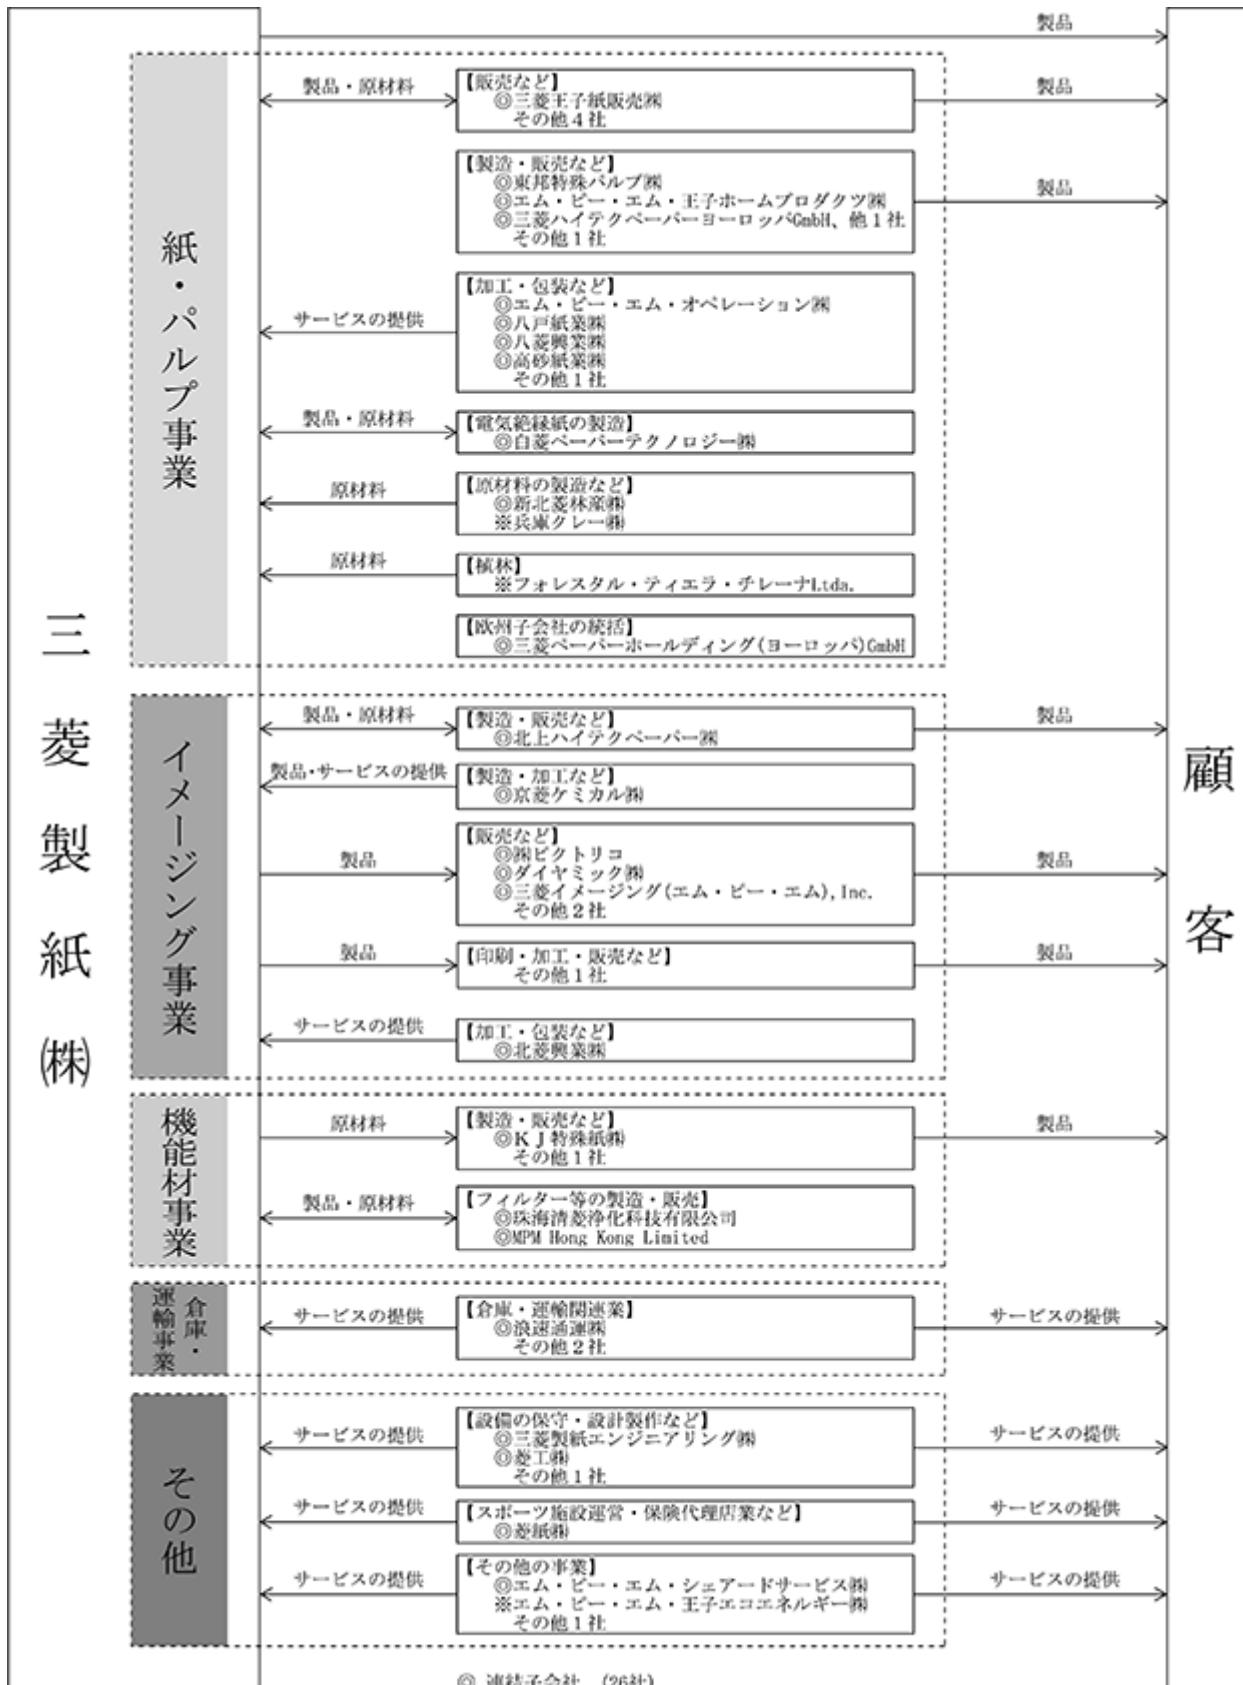 製品
三菱製紙㈱
顧客
紙・パルプ事業
製品・原材料
【販売など】
◎三菱王子紙販売㈱
その他４社
製品
【製造・販売など】
◎東邦特殊パルプ㈱
◎エム・ピー・エム・王子ホームプロダクツ㈱
◎三菱ハイテクペーパーヨーロッパGmbH、他１社
その他１社
製品
サービスの提供
【加工・包装など】
◎エム・ピー・エム・オペレーション㈱
◎八戸紙業㈱
◎八菱興業㈱
◎高砂紙業㈱
その他１社
製品・原材料
【電気絶縁紙の製造】
◎白菱ペーパーテクノロジー㈱
原材料
【原材料の製造など】
◎新北菱林産㈱
※兵庫クレー㈱
原材料
【植林】
※フォレスタル・ティエラ・チレーナLtda.
【欧州子会社の統括】
◎三菱ペーパーホールディング(ヨーロッパ)GmbH
イメージング事業
製品・原材料
【製造・販売など】
◎北上ハイテクペーパー㈱
製品
製品・サービスの提供
【製造・加工など】
◎京菱ケミカル㈱
製品
【販売など】
◎㈱ピクトリコ
◎ダイヤミック㈱
◎三菱イメージング(エム・ピー・エム),Inc.
その他２社
製品
製品
【印刷・加工・販売など】
その他１社
製品
サービスの提供
【加工・包装など】
◎北菱興業㈱
機能材事業
原材料
【製造・販売など】
◎ＫＪ特殊紙㈱
その他１社
製品
製品・原材料
【フィルター等の製造・販売】
◎珠海清菱浄化科技有限公司
◎MPM Hong Kong Limited
倉庫・
運輸事業
サービスの提供
【倉庫・運輸関連業】
◎浪速通運㈱
その他２社
サービスの提供
その他
サービスの提供
【設備の保守・設計製作など】
◎三菱製紙エンジニアリング㈱
◎菱工㈱
その他１社
サービスの提供
サービスの提供
【スポーツ施設運営・保険代理店業など】
◎菱紙㈱
サービスの提供
サービスの提供
【その他の事業】
◎エム・ピー・エム・シェアードサービス㈱
※エム・ピー・エム・王子エコエネルギー㈱
その他１社
サービスの提供
◎ 連結子会社 (26社)